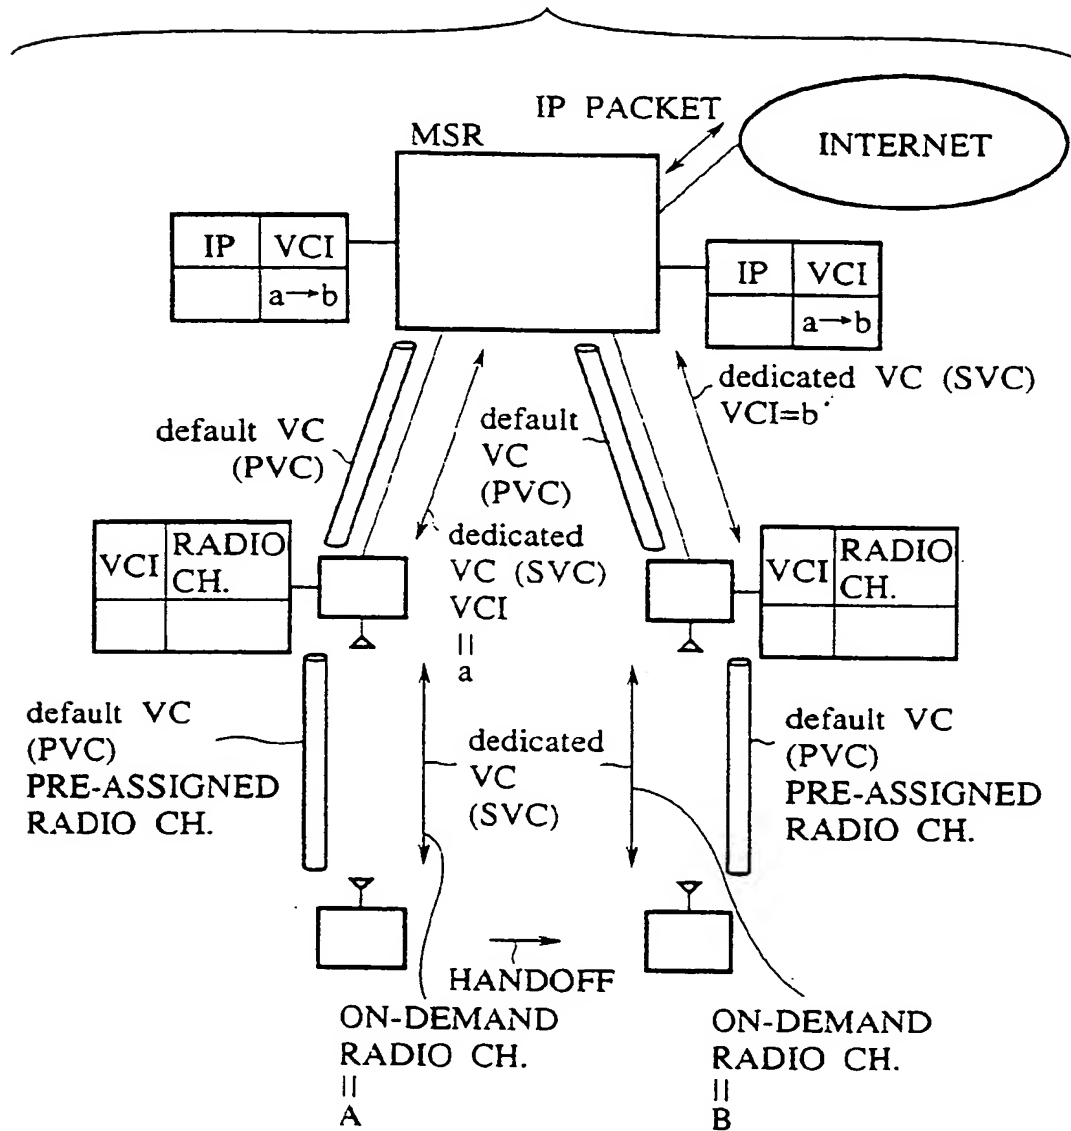 IP PACKET
INTERNET
MSR
IP VCI
a→b
IP VCI
a→b
dedicated VC (SVC)
VCI=b
default VC
(PVC)
default
VC
(PVC)
dedicated
VC (SVC)
VCI
=
a
VCI RADIO
CH.
VCI RADIO
CH.
default VC
(PVC)
PRE-ASSIGNED
RADIO CH.
dedicated
VC
(SVC)
default VC
(PVC)
PRE-ASSIGNED
RADIO CH.
HANDOFF
ON-DEMAND
RADIO CH.
=
A
ON-DEMAND
RADIO CH.
=
B